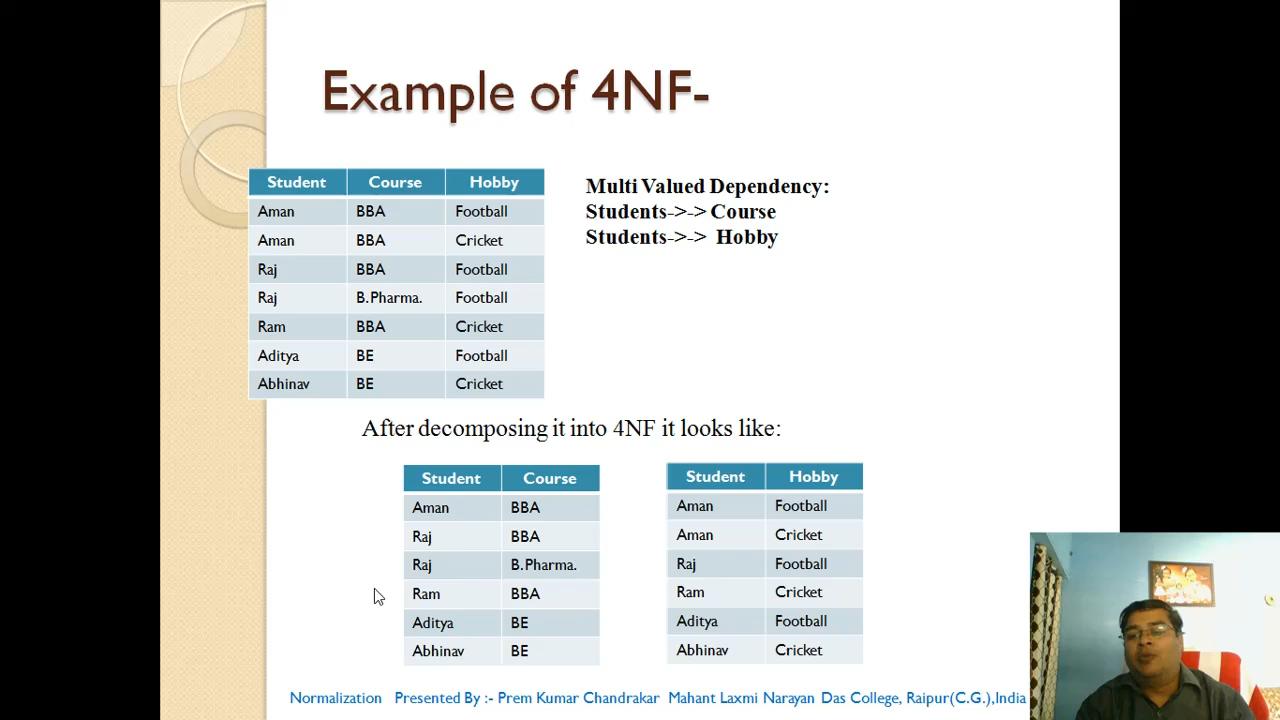 Example of 4NF-
Student Course Hobby
Aman BBA Football
Aman BBA Cricket
Raj BBA Football
Raj B.Pharma. Football
Ram BBA Cricket
Aditya BE Football
Abhinav BE Cricket
Multi Valued Dependency:
Students->-> Course
Students->-> Hobby
After decomposing it into 4NF it looks like:
Student Course
Aman BBA
Raj BBA
Raj B.Pharma.
Ram BBA
Aditya BE
Abhinav BE
Student Hobby
Aman Football
Aman Cricket
Raj Football
Ram Cricket
Aditya Football
Abhinav Cricket
Normalization Presented By :- Prem Kumar Chandrakar Mahant Laxmi Narayan Das College, Raipur(C.G.),India